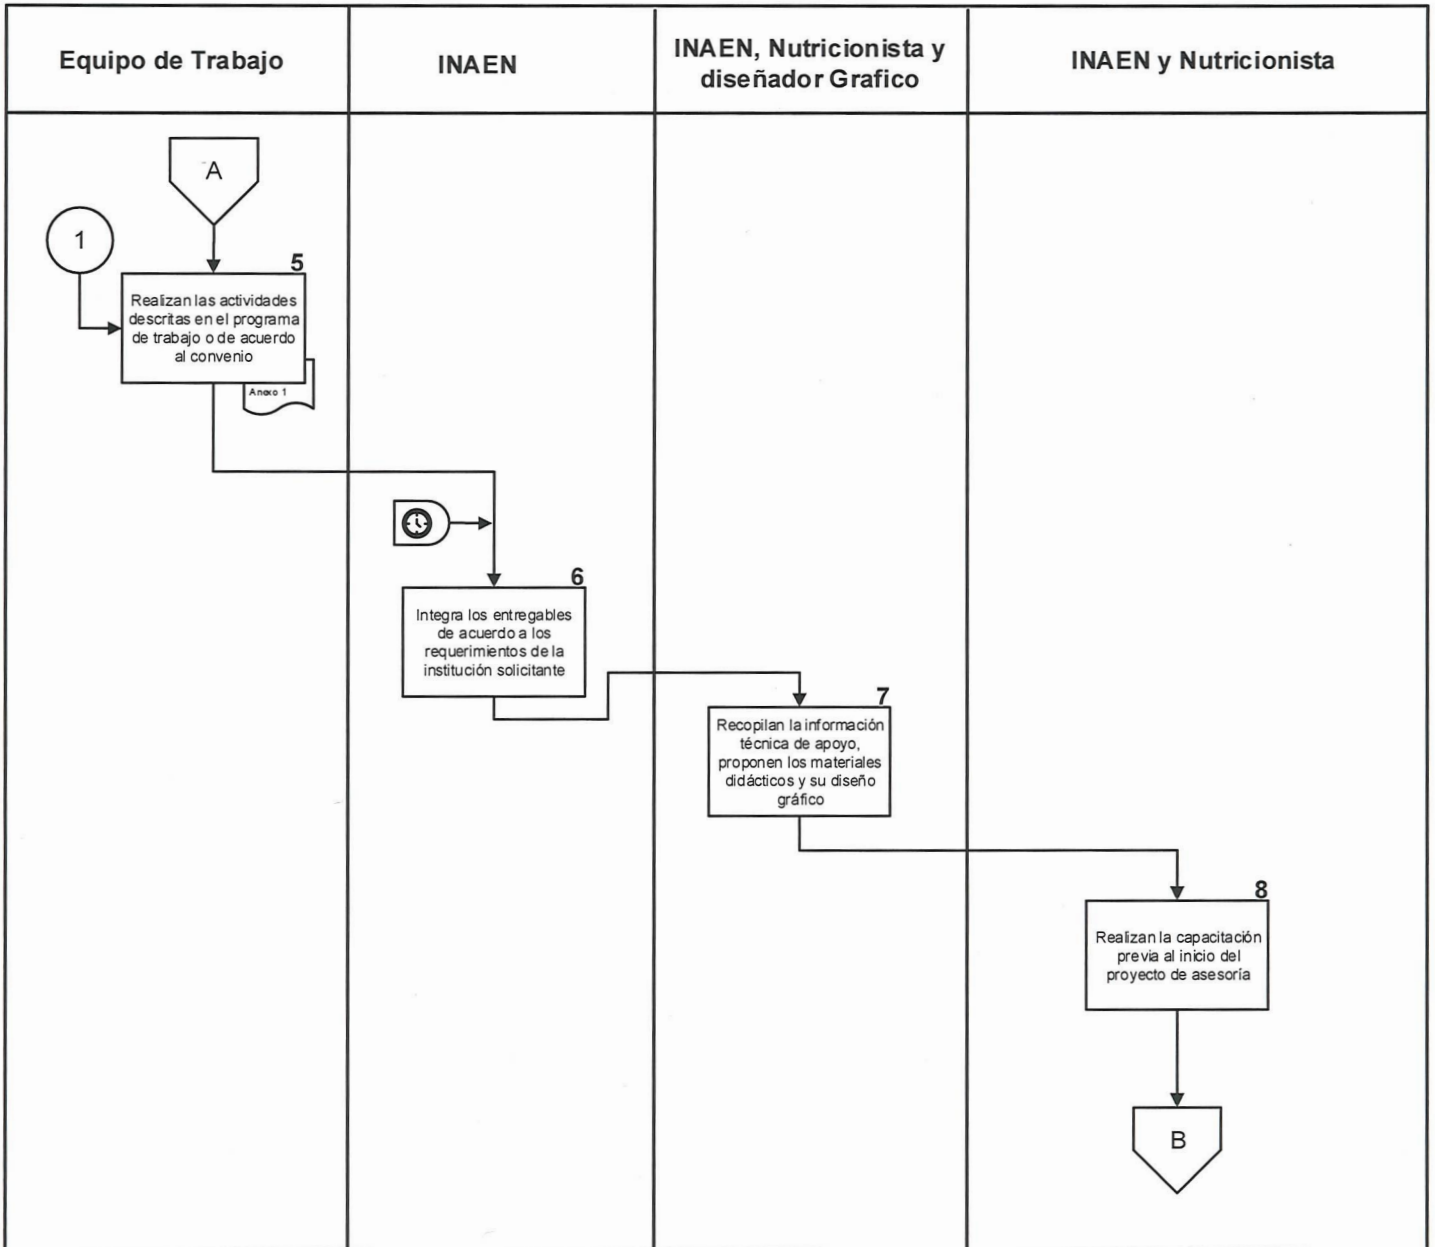 Equipo de Trabajo
INAEN
INAEN, Nutricionista y
diseñador Grafico
INAEN y Nutricionista
A
1
5
Realizan las actividades
descritas en el programa
de trabajo o de acuerdo
al convenio
Anexo 1
6
Integra los entregables
de acuerdo a los
requerimientos de la
institución solicitante
7
Recopilan la información
técnica de apoyo,
proponen los materiales
didácticos y su diseño
gráfico
8
Realizan la capacitación
previa al inicio del
proyecto de asesoría
B